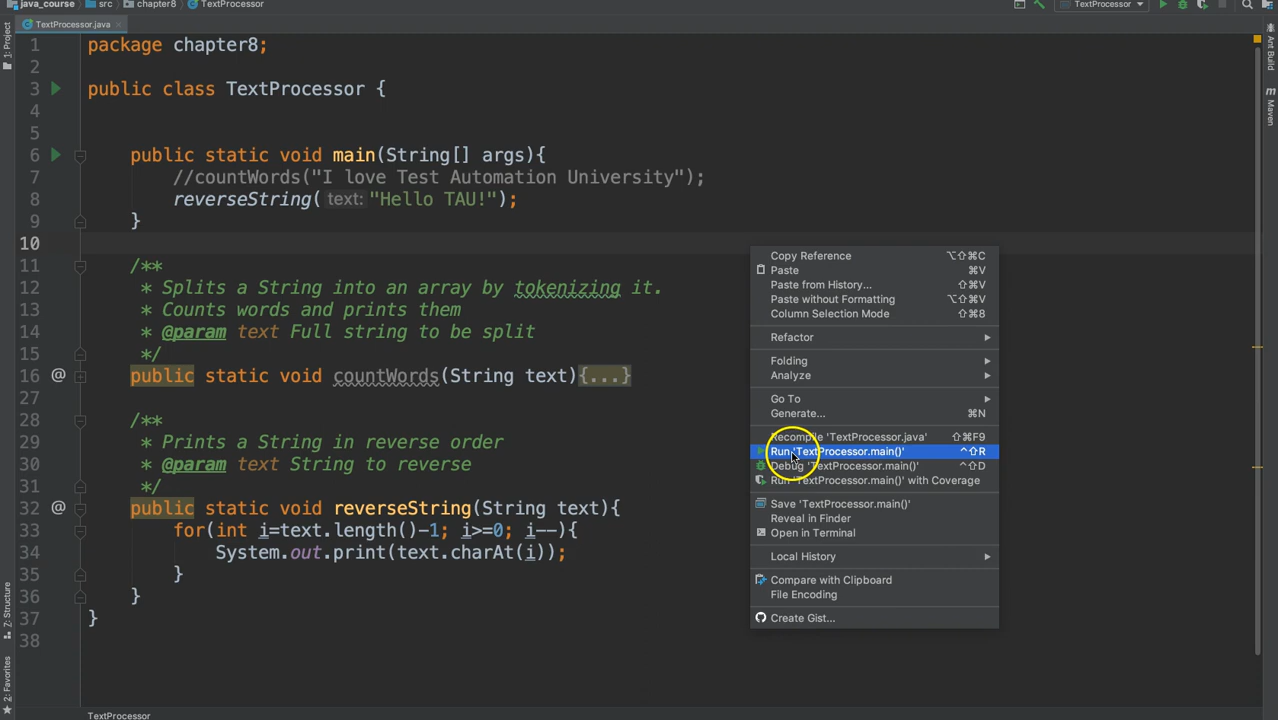 java_course
src
chapter8
TextProcessor
TextProcessor
TextProcessor.java
1: Project
Ant Build
Maven
1 package chapter8;
2
3 public class TextProcessor {
4
5
6 public static void main(String[] args){
7 //countWords("I love Test Automation University");
8 reverseString( text: "Hello TAU!");
9 }
10
11 /**
12 * Splits a String into an array by tokenizing it.
13 * Counts words and prints them
14 * @param text Full string to be split
15 */
16 @ public static void countWords(String text){...}
27
28 /**
29 * Prints a String in reverse order
30 * @param text String to reverse
31 */
32 @ public static void reverseString(String text){
33 for(int i=text.length()-1; i>=0; i--){
34 System.out.print(text.charAt(i));
35 }
36 }
37 }
38
Copy Reference ⌥⇧⌘C
Paste ⌘V
Paste from History... ⇧⌘V
Paste without Formatting ⌥⇧⌘V
Column Selection Mode ⇧⌘8
Refactor
Folding
Analyze
Go To
Generate... ⌘N
Recompile 'TextProcessor.java' ⇧⌘F9
Run 'TextProcessor.main()' ⌃⇧R
Debug 'TextProcessor.main()' ⌃⇧D
Run 'TextProcessor.main()' with Coverage
Save 'TextProcessor.main()'
Reveal in Finder
Open in Terminal
Local History
Compare with Clipboard
File Encoding
Create Gist...
Z: Structure
2: Favorites
TextProcessor